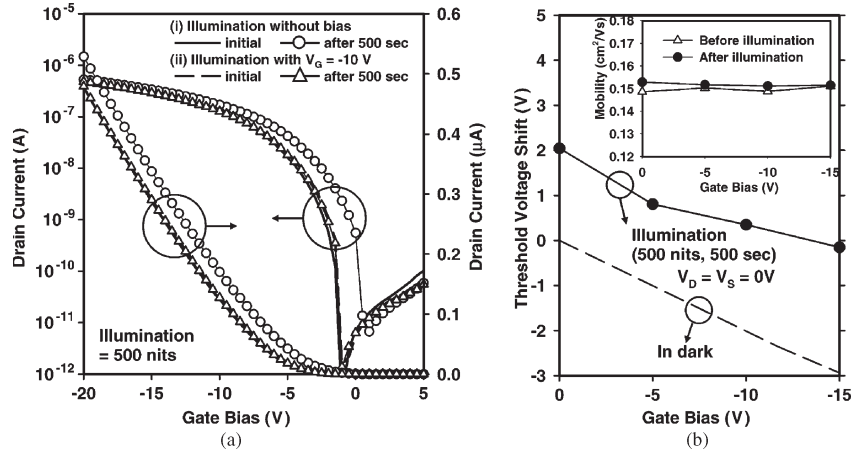 (i) Illumination without bias
initial after 500 sec
(ii) Illumination with VG = -10 V
initial after 500 sec
Drain Current (A)
10-5
10-6
10-7
10-8
10-9
10-10
10-11
10-12
Illumination
= 500 nits
-20 -15 -10 -5 0 5
Gate Bias (V)
0.6
0.5
0.4
0.3
0.2
0.1
0.0
Drain Current (μA)
(a)
Threshold Voltage Shift (V)
5
4
3
2
1
0
-1
-2
-3
Mobility (cm2/Vs)
0.18
0.17
0.16
0.15
0.14
0.13
0.12
Before illumination
After illumination
0 -5 -10 -15
Gate Bias (V)
Illumination
(500 nits, 500 sec)
VD = VS = 0V
In dark
0 -5 -10 -15
Gate Bias (V)
(b)